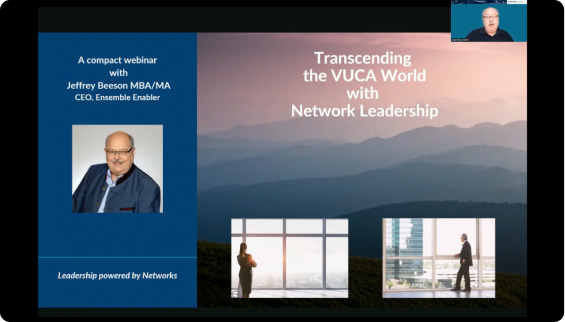 A compact webinar
with
Jeffrey Beeson MBA/MA
CEO, Ensemble Enabler
Leadership powered by Networks
Transcending
the VUCA World
with
Network Leadership